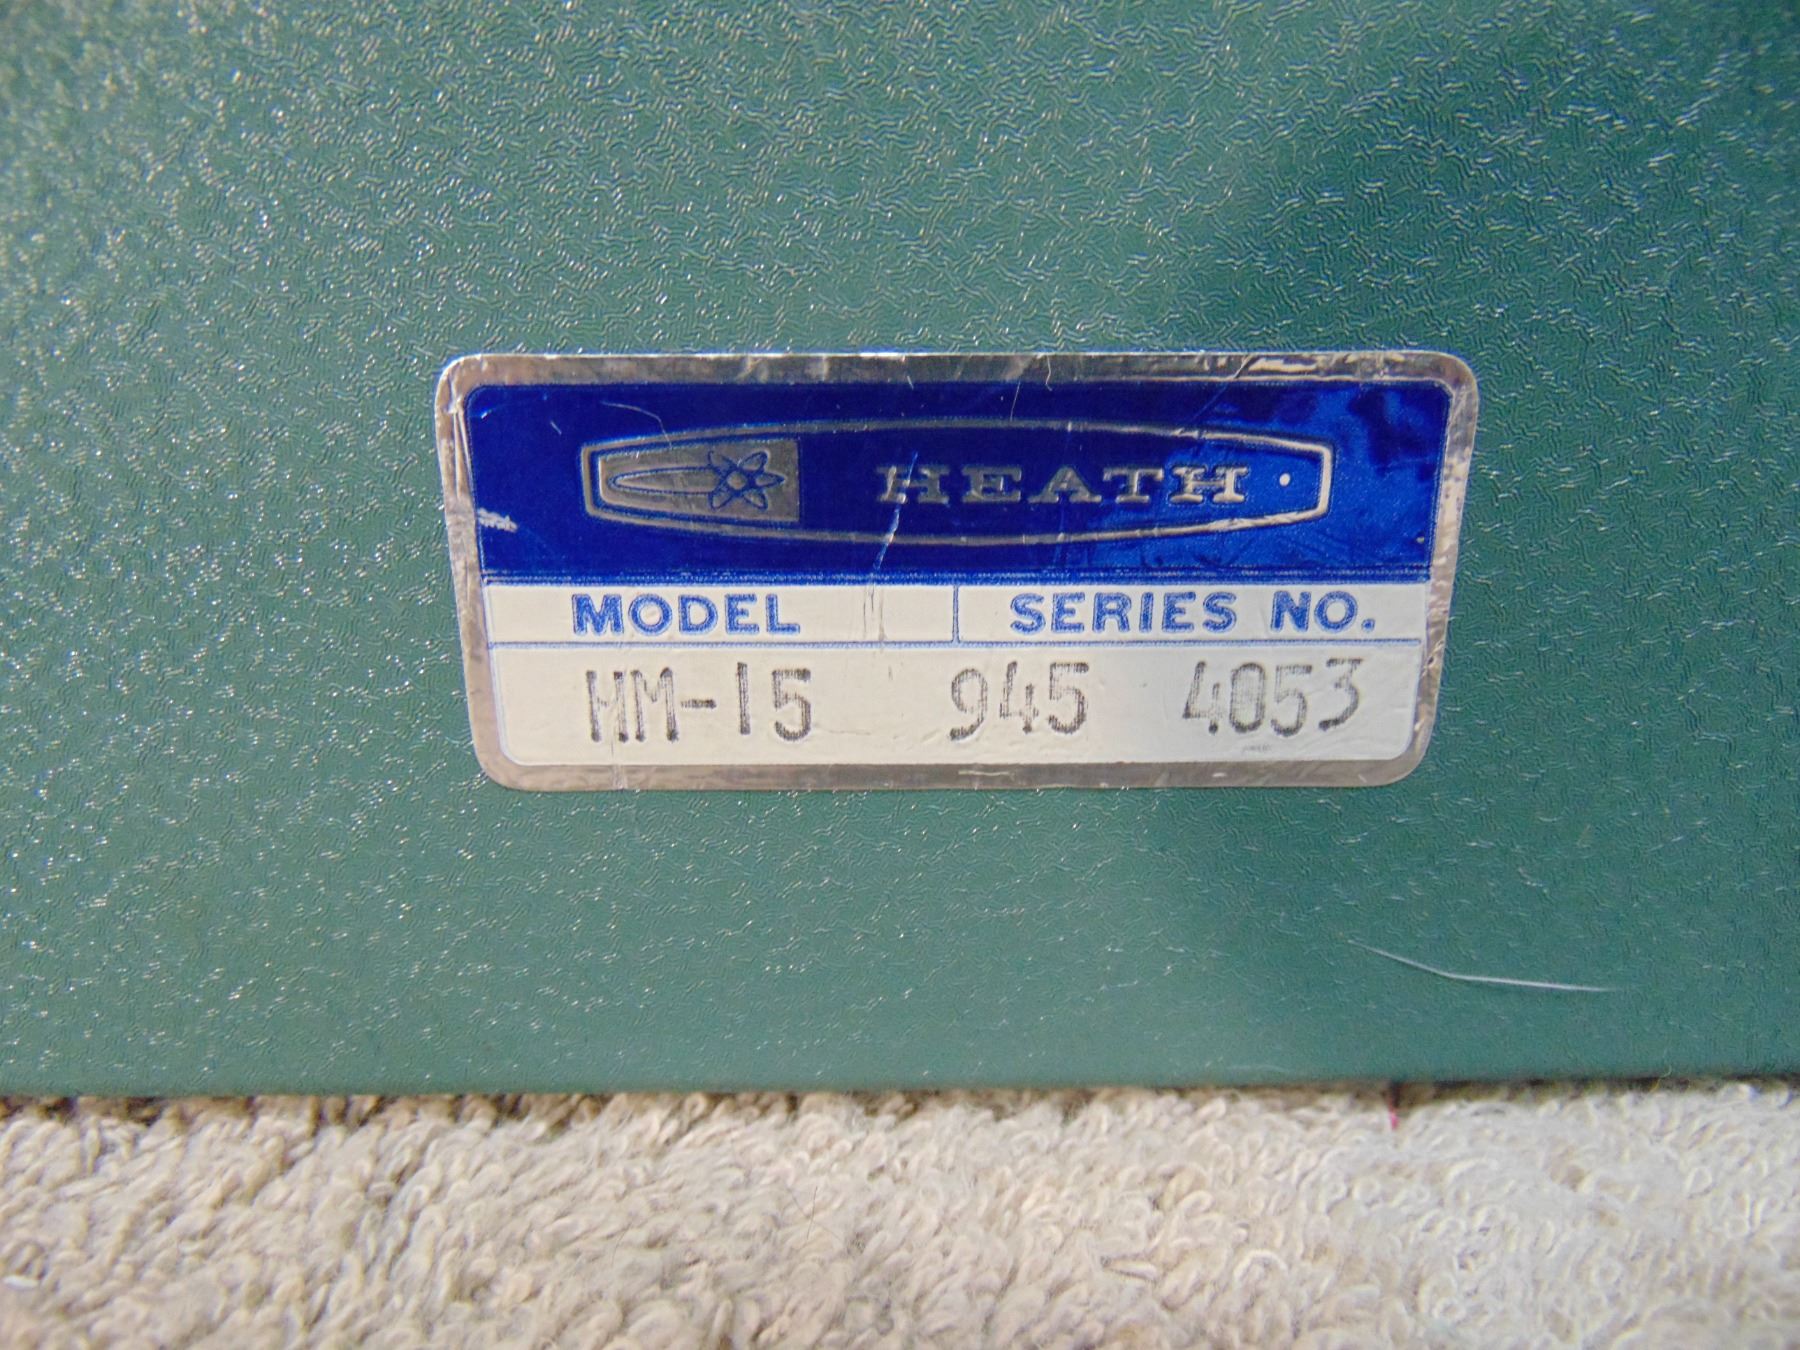 HEATH
MODEL SERIES NO.
HM-15 945 4053